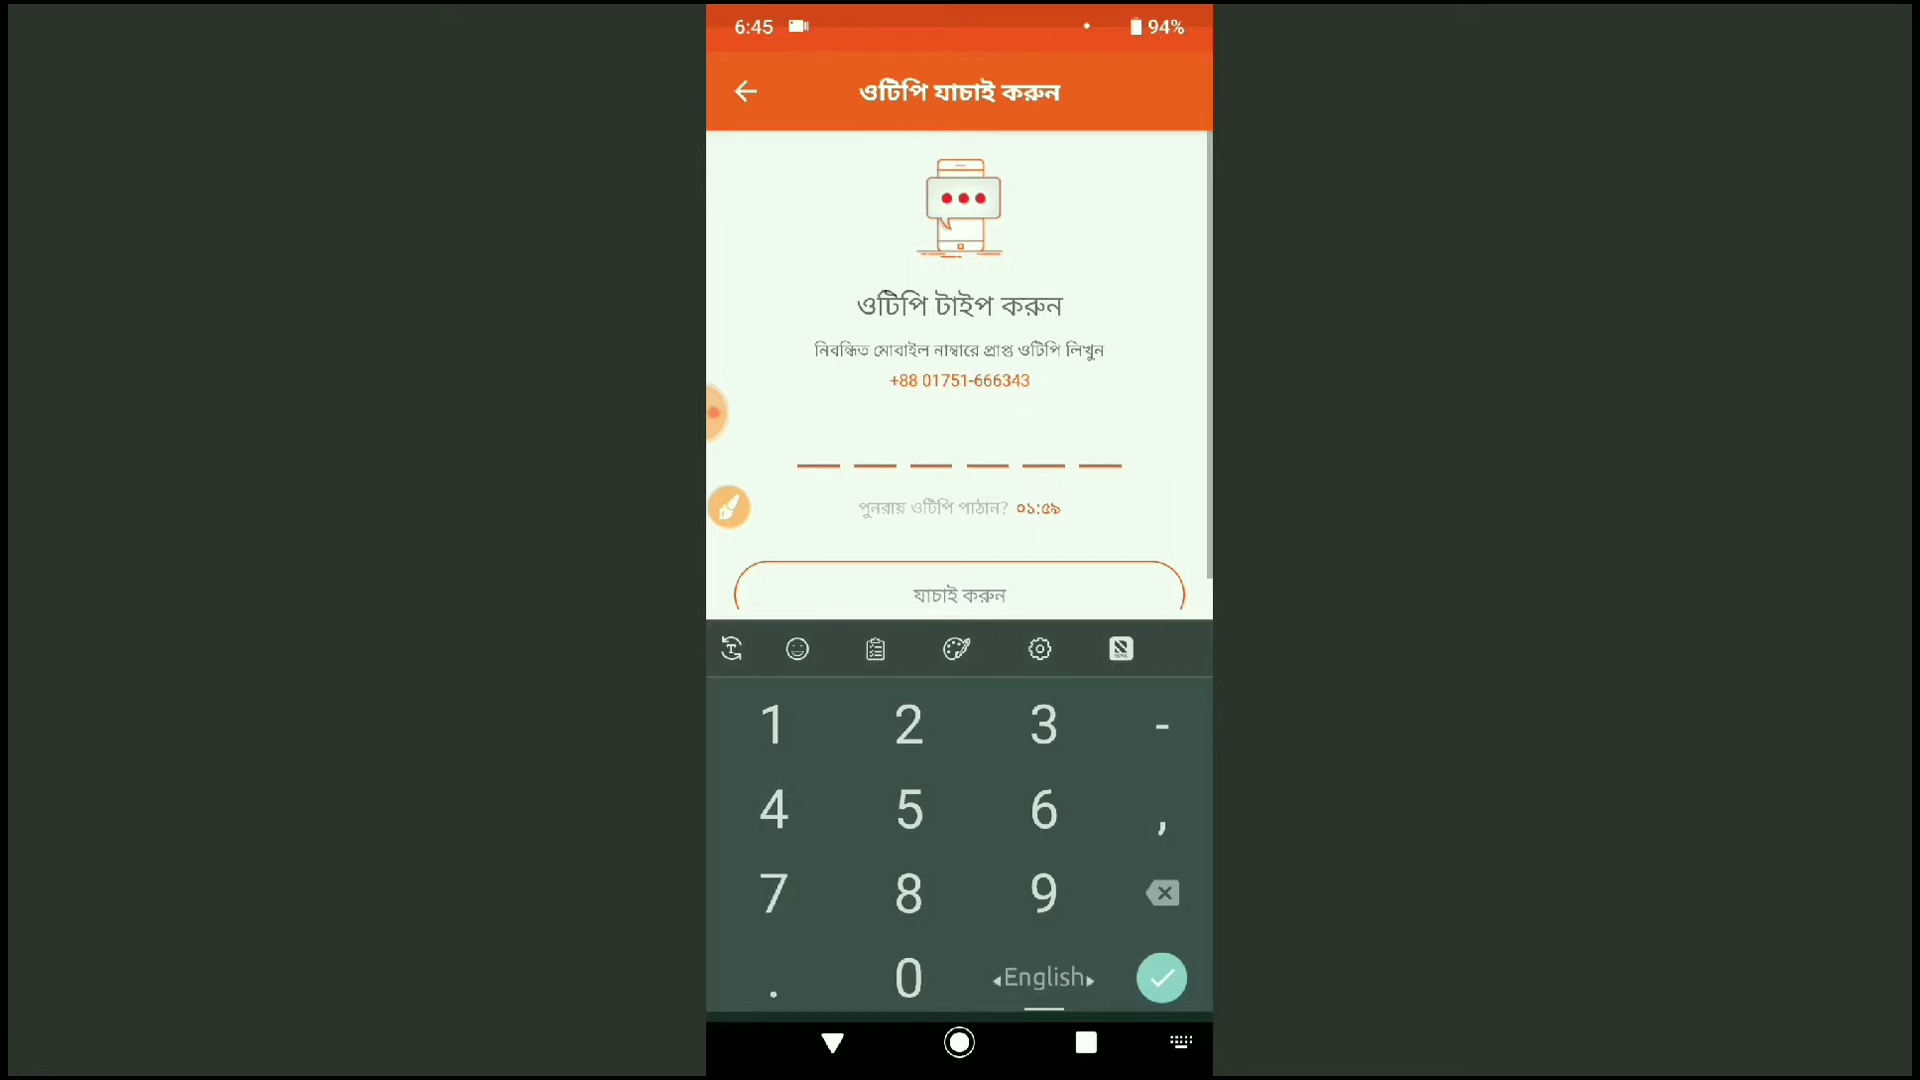 6:45
94%
ওটিপি যাচাই করুন
ওটিপি টাইপ করুন
নিবন্ধিত মোবাইল নাম্বারে প্রাপ্ত ওটিপি লিখুন
+88 01751-666343
পুনরায় ওটিপি পাঠান? ০১:৫৯
যাচাই করুন
1 2 3 -
4 5 6 ,
7 8 9
. 0 English